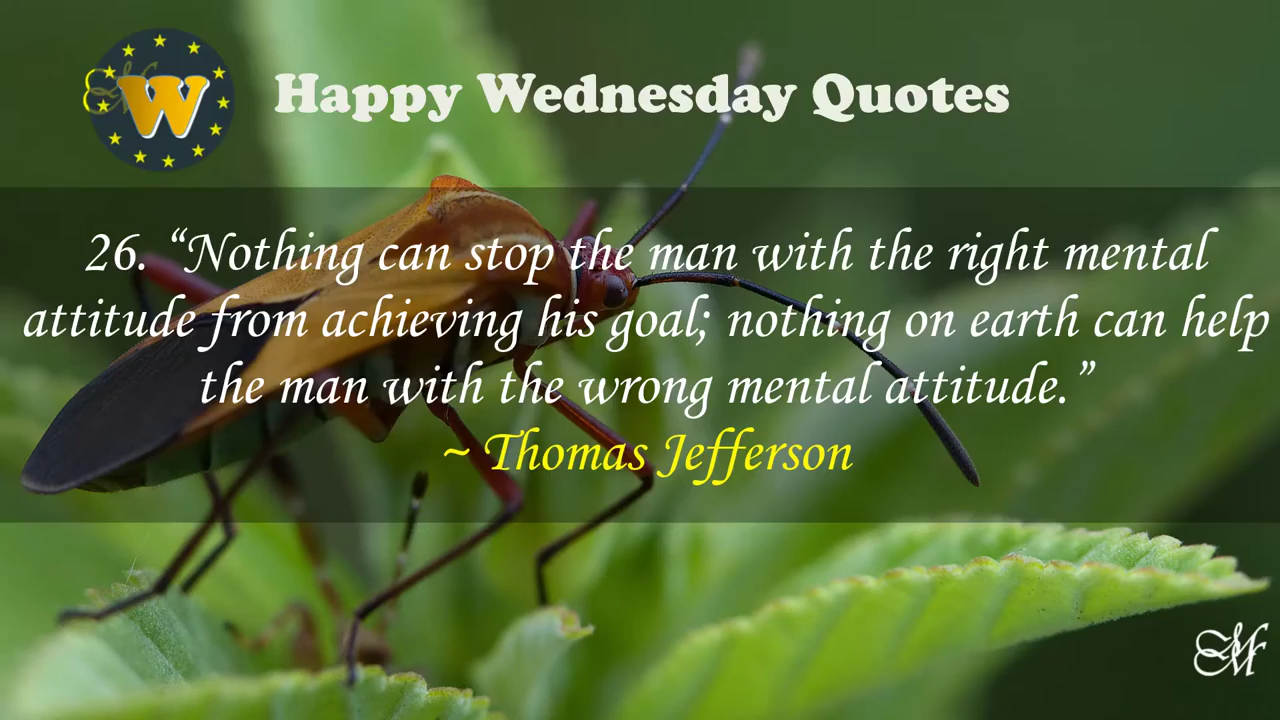 W
Happy Wednesday Quotes
26. “Nothing can stop the man with the right mental
attitude from achieving his goal; nothing on earth can help
the man with the wrong mental attitude.”
~ Thomas Jefferson